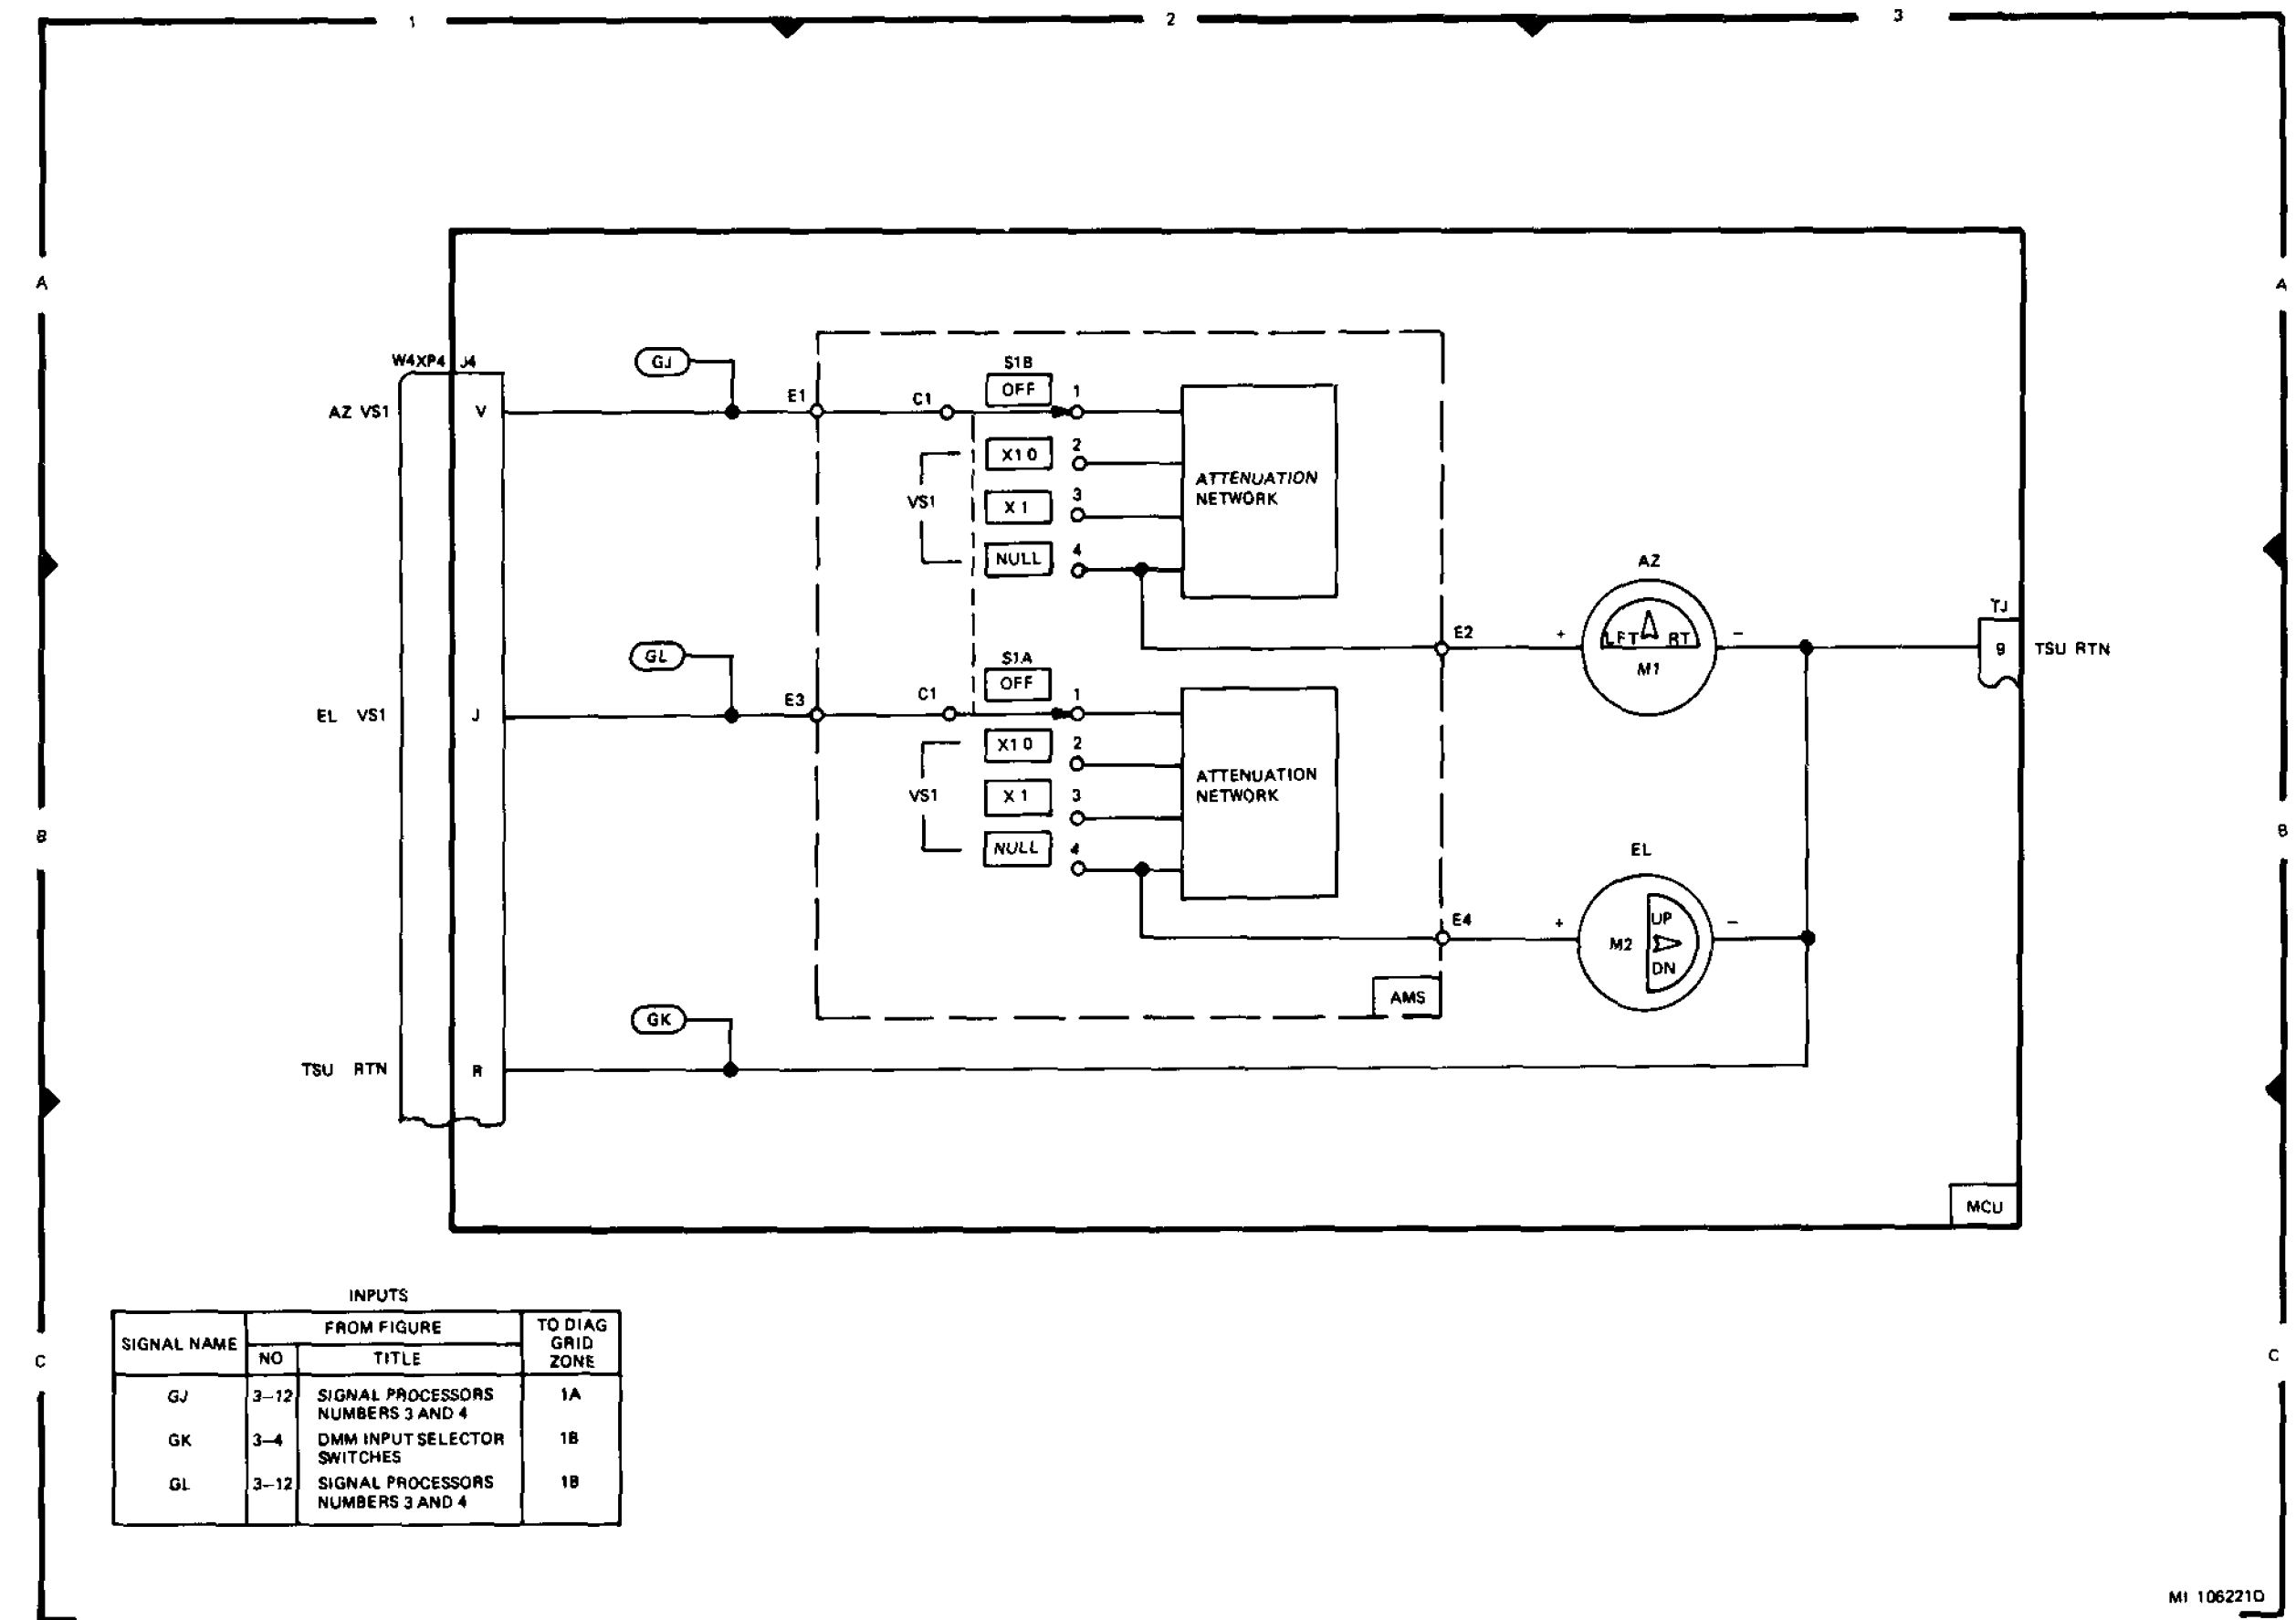 1 2 3
A A
W4XP4 J4
GJ
S1B
OFF
AZ VS1 V E1 C1 1
X10 2
VS1 X1 3
NULL 4
ATTENUATION
NETWORK
AZ
LFT RT
M1
+ −
E2
TJ
9 TSU RTN
GL
S1A
OFF
EL VS1 J E3 C1 1
X10 2
VS1 X1 3
NULL 4
ATTENUATION
NETWORK
B B
EL
E4 + −
UP
M2
DN
AMS
GK
TSU RTN R
MCU
INPUTS
SIGNAL NAME FROM FIGURE TO DIAG
GRID
ZONE
NO TITLE
C C
GJ 3–12 SIGNAL PROCESSORS 1A
NUMBERS 3 AND 4
GK 3–4 DMM INPUT SELECTOR 1B
SWITCHES
GL 3–12 SIGNAL PROCESSORS 1B
NUMBERS 3 AND 4
MI 106221D